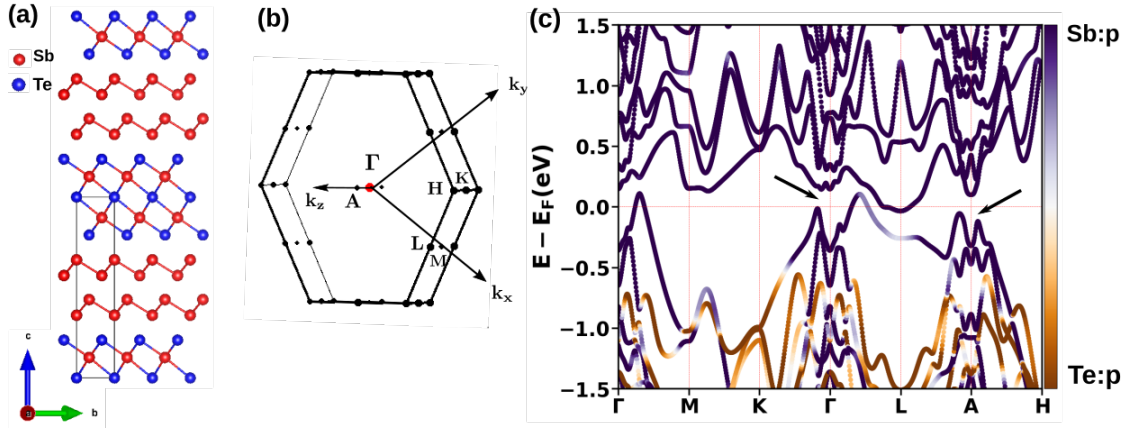 (a)
Sb
Te
c
b
(b)
k_y
Γ
K
H
k_z
A
L
M
k_x
(c)
E − E_F(eV)
1.5
1.0
0.5
0.0
−0.5
−1.0
−1.5
Γ M K Γ L A H
Sb:p
Te:p